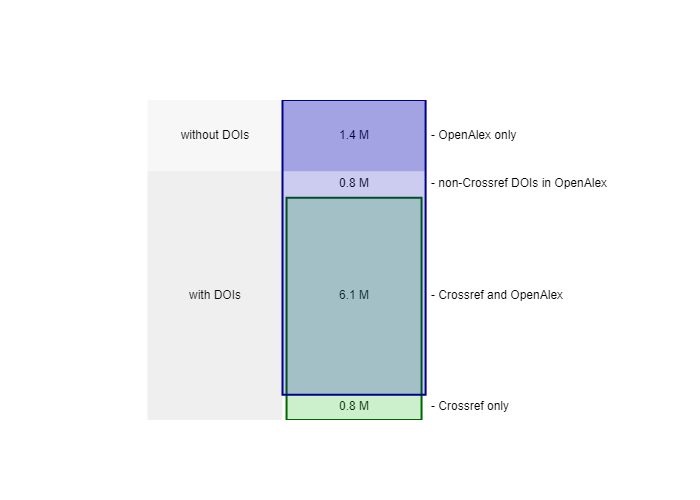 without DOIs 1.4 M - OpenAlex only
0.8 M - non-Crossref DOIs in OpenAlex
with DOIs 6.1 M - Crossref and OpenAlex
0.8 M - Crossref only